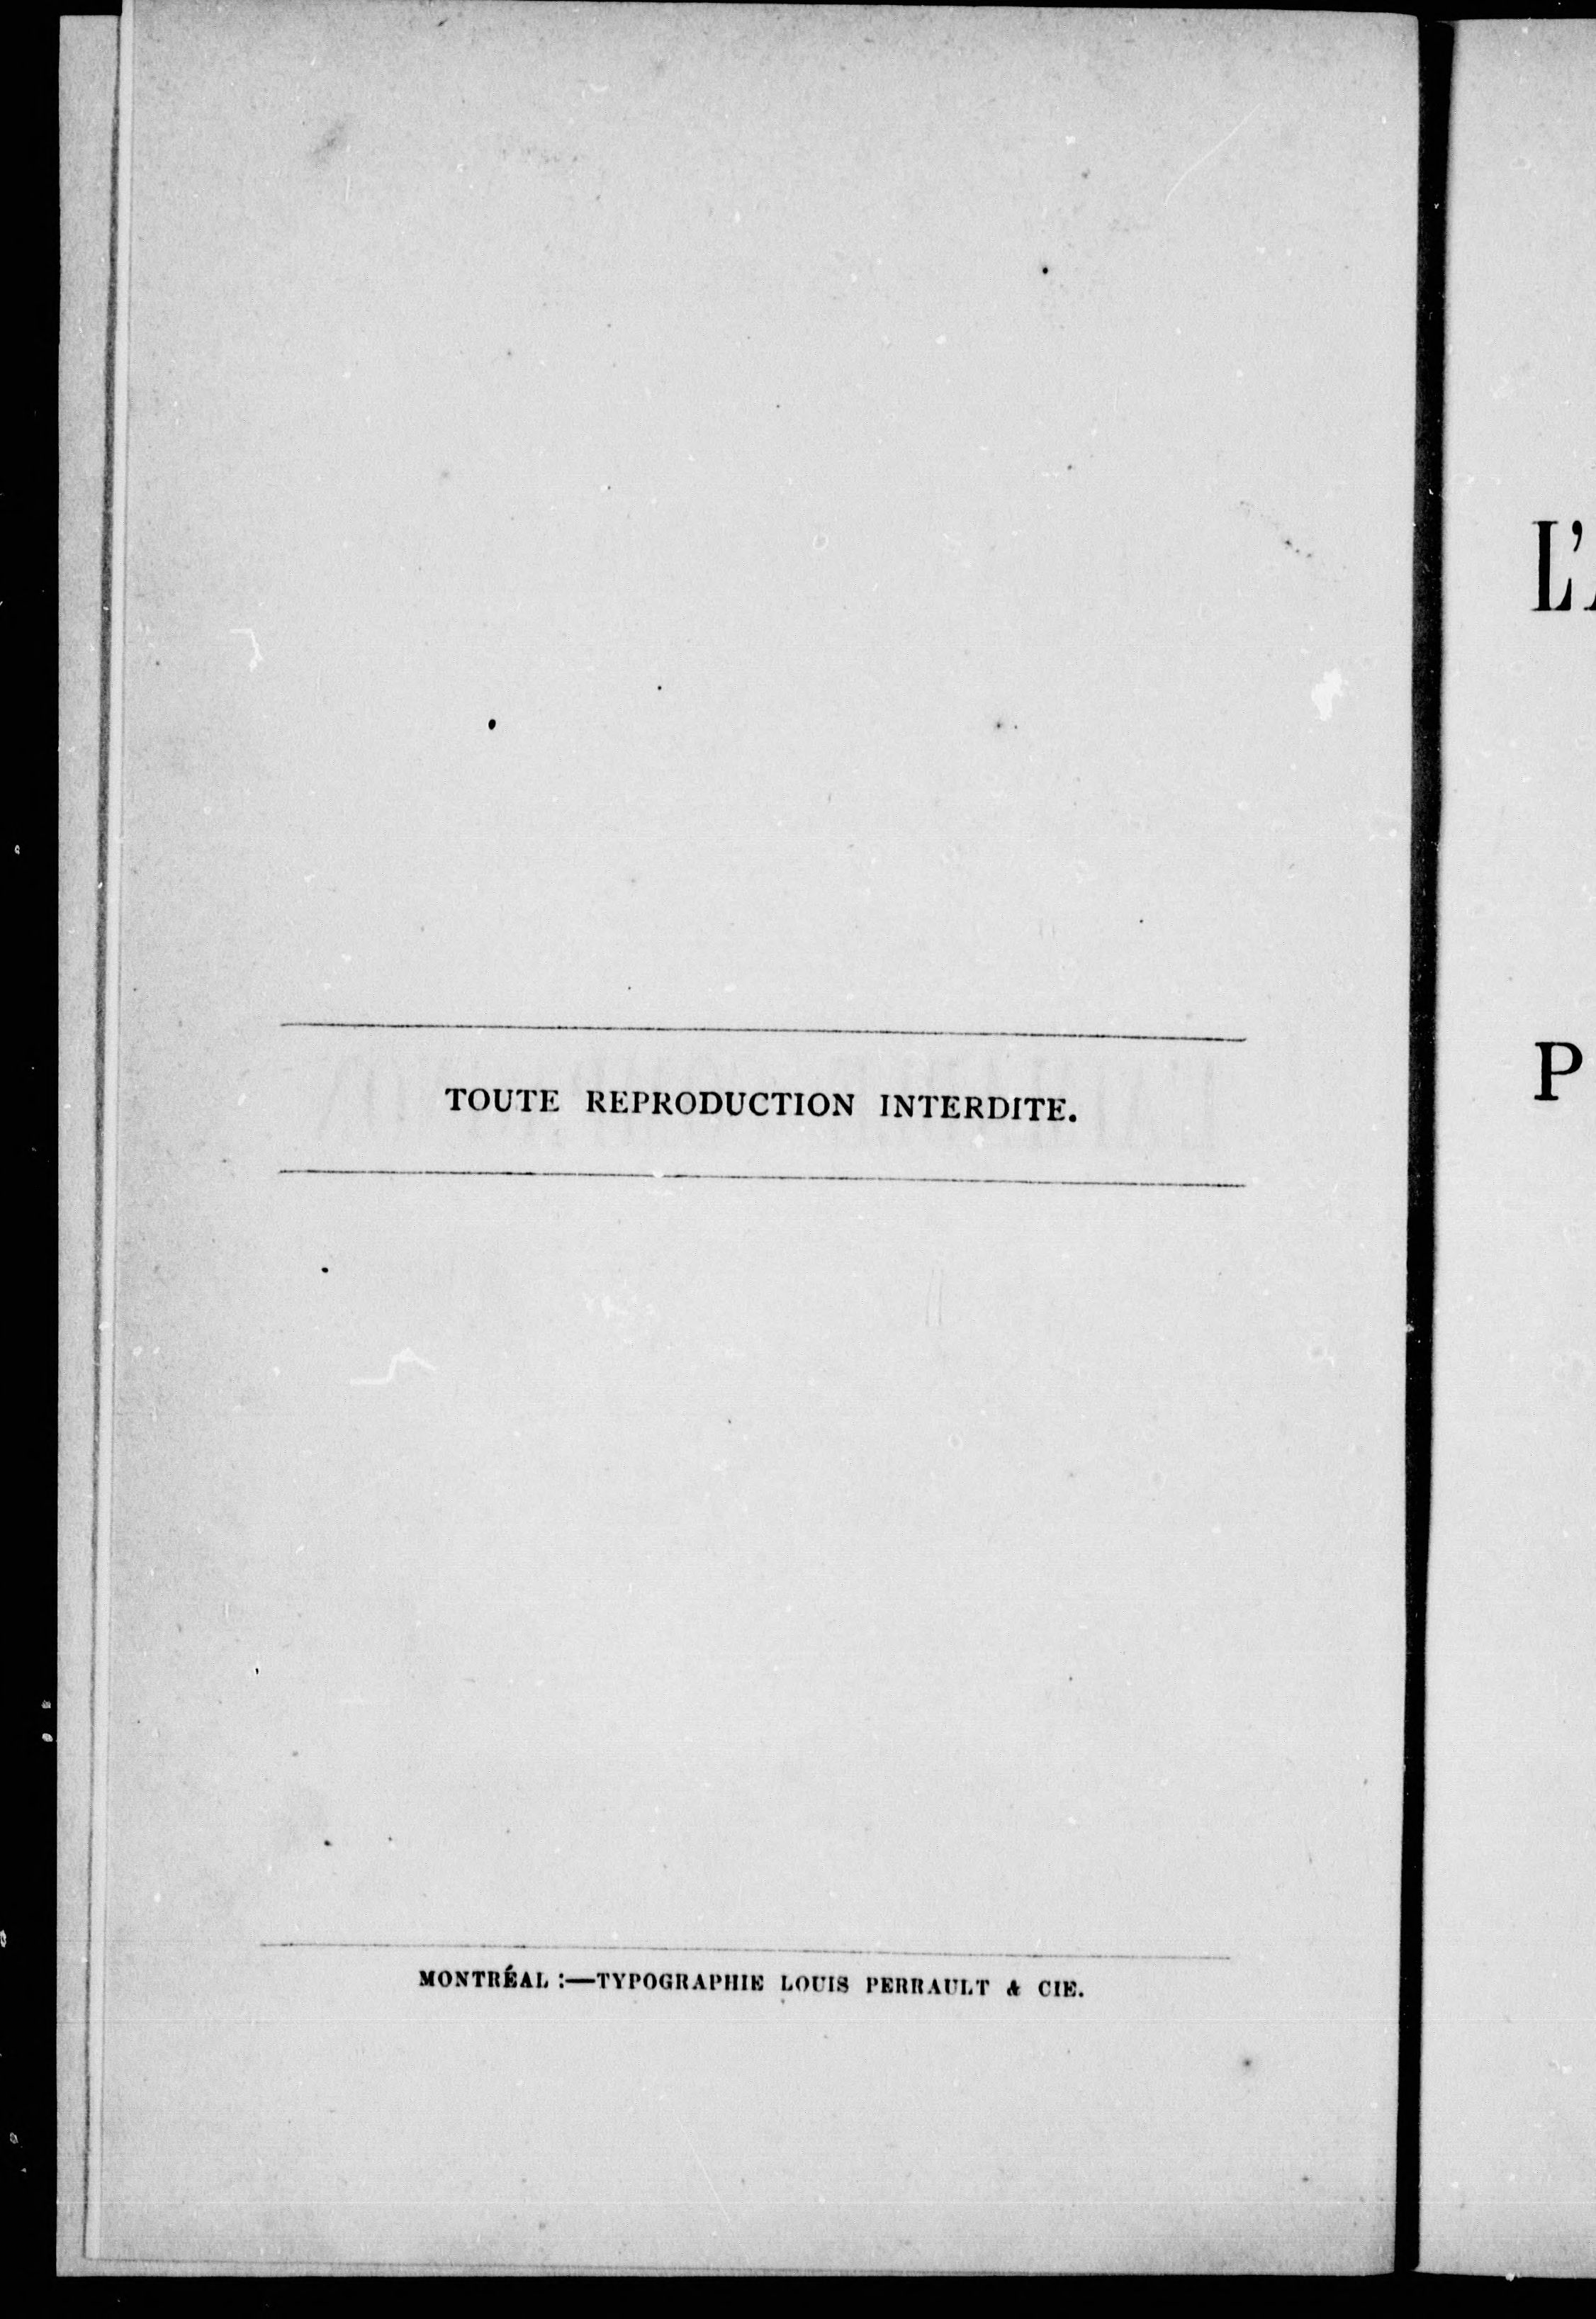 TOUTE REPRODUCTION INTERDITE.
MONTRÉAL :—TYPOGRAPHIE LOUIS PERRAULT & CIE.
L'
P